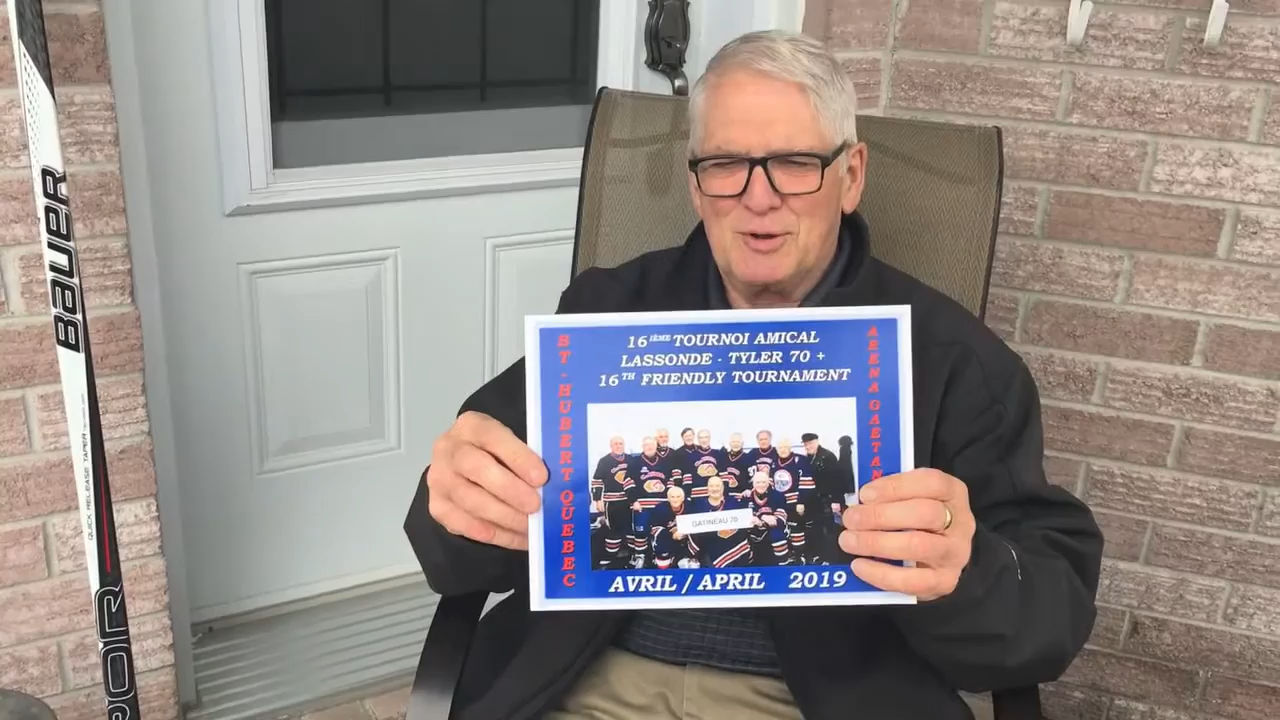 BAUER
QUICK RELEASE TAPER
16IÈME TOURNOI AMICAL
LASSONDE - TYLER 70 +
16TH FRIENDLY TOURNAMENT
ST-HUBERT QUEBEC
ARENA GAETAN
GATINEAU 70
AVRIL / APRIL 2019